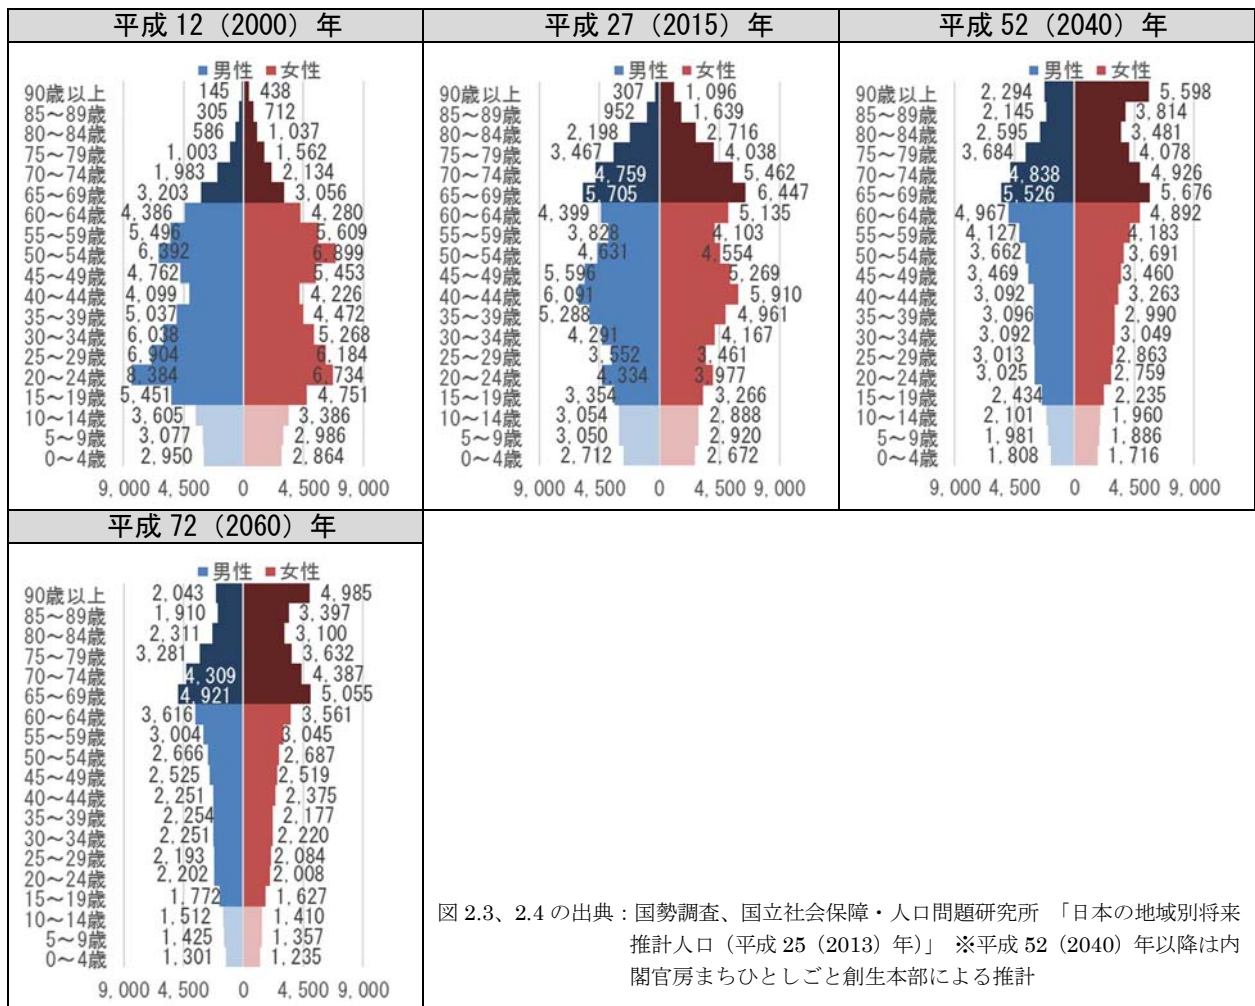 平成 12（2000）年
■男性 ■女性
90歳以上 145 438
85～89歳 305 712
80～84歳 586 1,037
75～79歳 1,003 1,562
70～74歳 1,983 2,134
65～69歳 3,203 3,056
60～64歳 4,386 4,280
55～59歳 5,496 5,609
50～54歳 6,392 6,899
45～49歳 4,762 5,453
40～44歳 4,099 4,226
35～39歳 5,037 4,472
30～34歳 6,038 5,268
25～29歳 6,904 6,184
20～24歳 8,384 6,734
15～19歳 5,451 4,751
10～14歳 3,605 3,386
5～9歳 3,077 2,986
0～4歳 2,950 2,864
9,000 4,500 0 4,500 9,000
平成 27（2015）年
■男性 ■女性
90歳以上 307 1,096
85～89歳 952 1,639
80～84歳 2,198 2,716
75～79歳 3,467 4,038
70～74歳 4,759 5,462
65～69歳 5,705 6,447
60～64歳 4,399 5,135
55～59歳 3,828 4,103
50～54歳 4,631 4,554
45～49歳 5,596 5,269
40～44歳 6,091 5,910
35～39歳 5,288 4,961
30～34歳 4,291 4,167
25～29歳 3,552 3,461
20～24歳 4,334 3,977
15～19歳 3,354 3,266
10～14歳 3,054 2,888
5～9歳 3,050 2,920
0～4歳 2,712 2,672
9,000 4,500 0 4,500 9,000
平成 52（2040）年
■男性 ■女性
90歳以上 2,294 5,598
85～89歳 2,145 3,814
80～84歳 2,595 3,481
75～79歳 3,684 4,078
70～74歳 4,838 4,926
65～69歳 5,526 5,676
60～64歳 4,967 4,892
55～59歳 4,127 4,183
50～54歳 3,662 3,691
45～49歳 3,469 3,460
40～44歳 3,092 3,263
35～39歳 3,096 2,990
30～34歳 3,092 3,049
25～29歳 3,013 2,863
20～24歳 3,025 2,759
15～19歳 2,434 2,235
10～14歳 2,101 1,960
5～9歳 1,981 1,886
0～4歳 1,808 1,716
9,000 4,500 0 4,500 9,000
平成 72（2060）年
■男性 ■女性
90歳以上 2,043 4,985
85～89歳 1,910 3,397
80～84歳 2,311 3,100
75～79歳 3,281 3,632
70～74歳 4,309 4,387
65～69歳 4,921 5,055
60～64歳 3,616 3,561
55～59歳 3,004 3,045
50～54歳 2,666 2,687
45～49歳 2,525 2,519
40～44歳 2,251 2,375
35～39歳 2,254 2,177
30～34歳 2,251 2,220
25～29歳 2,193 2,084
20～24歳 2,202 2,008
15～19歳 1,772 1,627
10～14歳 1,512 1,410
5～9歳 1,425 1,357
0～4歳 1,301 1,235
9,000 4,500 0 4,500 9,000
図 2.3、2.4 の出典：国勢調査、国立社会保障・人口問題研究所 「日本の地域別将来
推計人口（平成 25（2013）年）」 ※平成 52（2040）年以降は内
閣官房まちひとしごと創生本部による推計